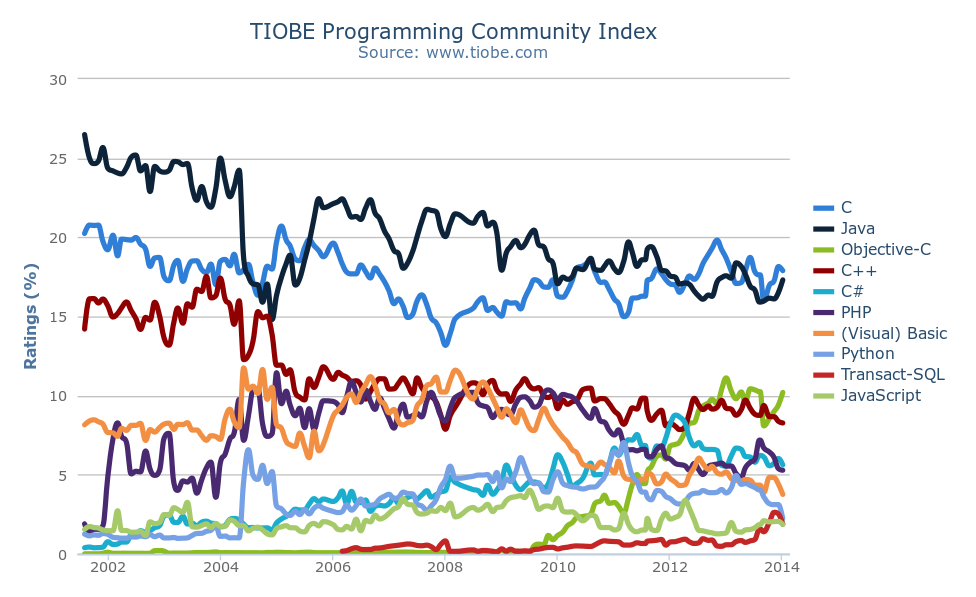 TIOBE Programming Community Index
Source: www.tiobe.com
Ratings (%)
30
25
20
15
10
5
0
2002 2004 2006 2008 2010 2012 2014
C
Java
Objective-C
C++
C#
PHP
(Visual) Basic
Python
Transact-SQL
JavaScript